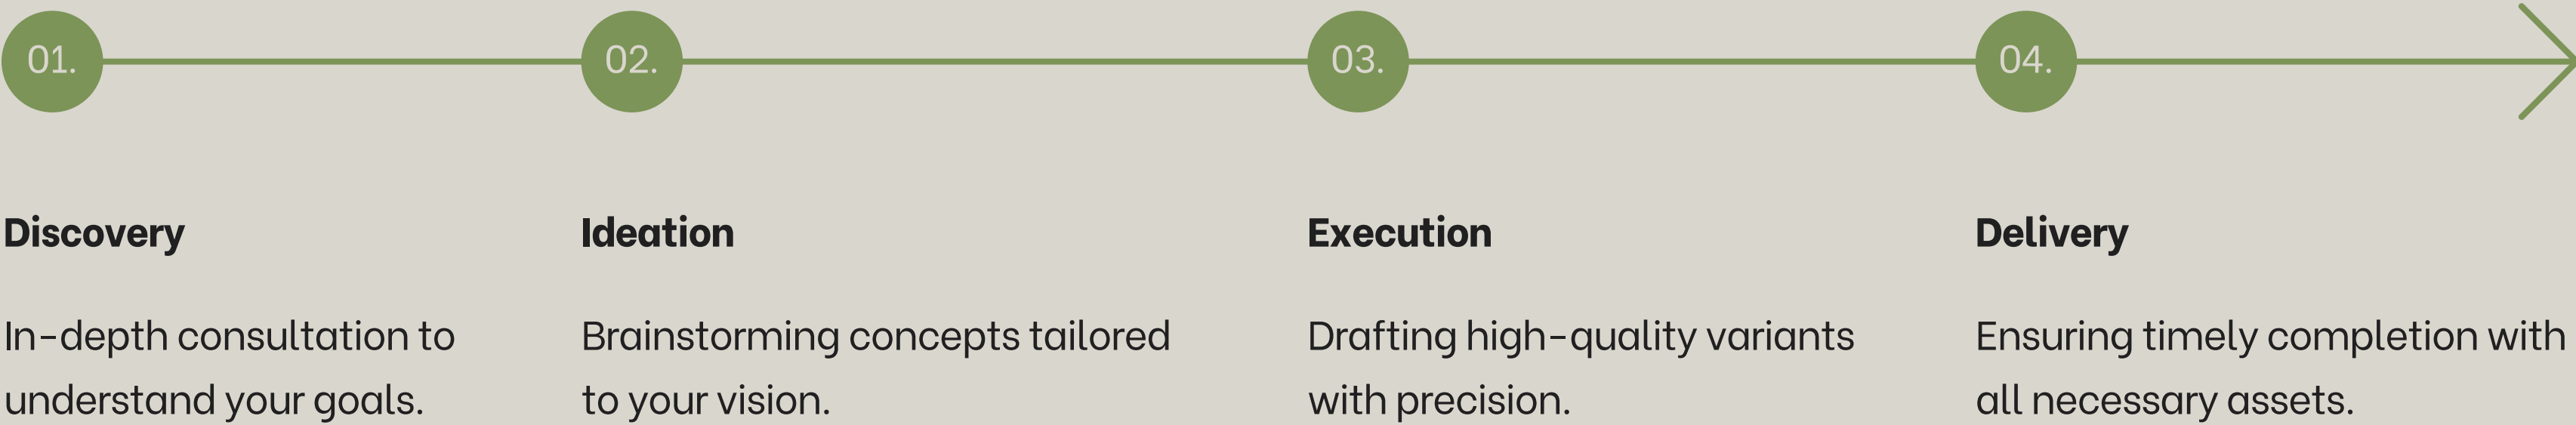 01.
02.
03.
04.
Discovery
In-depth consultation to
understand your goals.
Ideation
Brainstorming concepts tailored
to your vision.
Execution
Drafting high-quality variants
with precision.
Delivery
Ensuring timely completion with
all necessary assets.